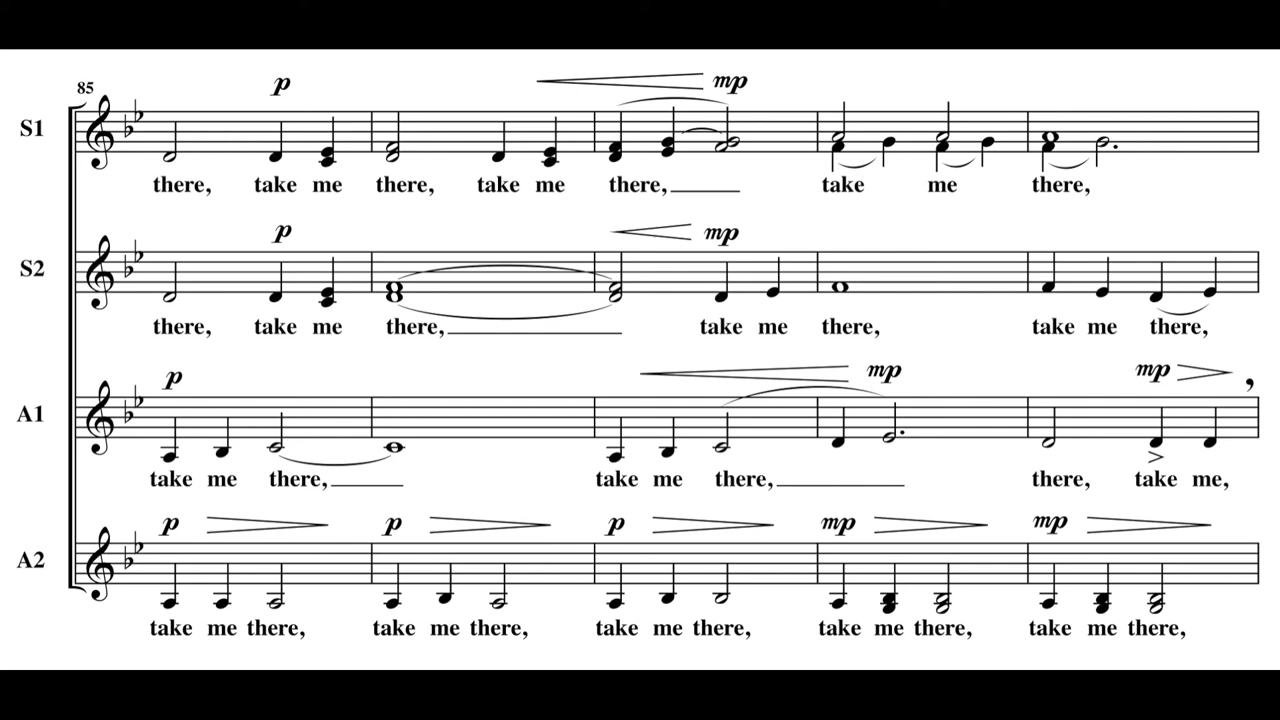 85
p
mp
S1
there, take me there, take me there, take me there,
p
mp
S2
there, take me there, take me there, take me there,
p
mp
mp
A1
take me there, take me there, there, take me,
p
p
p
mp
mp
A2
take me there, take me there, take me there, take me there, take me there,